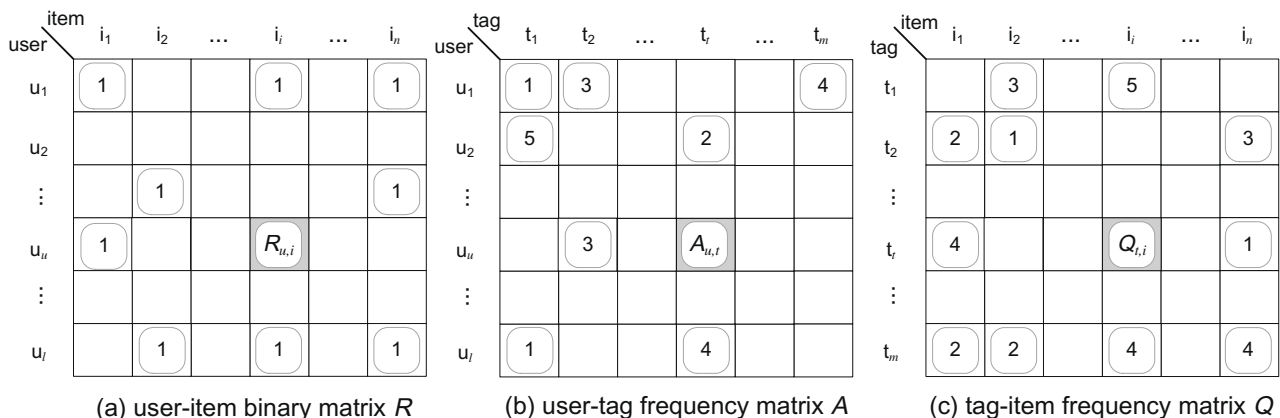 item
user i₁ i₂ ... iᵢ ... iₙ
u₁ 1 1 1
u₂
⋮ 1 1
uᵤ 1 R_{u,i}
⋮
uₗ 1 1 1
(a) user-item binary matrix R
tag
user t₁ t₂ ... tₜ ... tₘ
u₁ 1 3 4
u₂ 5 2
⋮
uᵤ 3 A_{u,t}
⋮
uₗ 1 4
(b) user-tag frequency matrix A
item
tag i₁ i₂ ... iᵢ ... iₙ
t₁ 3 5
t₂ 2 1 3
⋮
tₜ 4 Q_{t,i} 1
⋮
tₘ 2 2 4 4
(c) tag-item frequency matrix Q